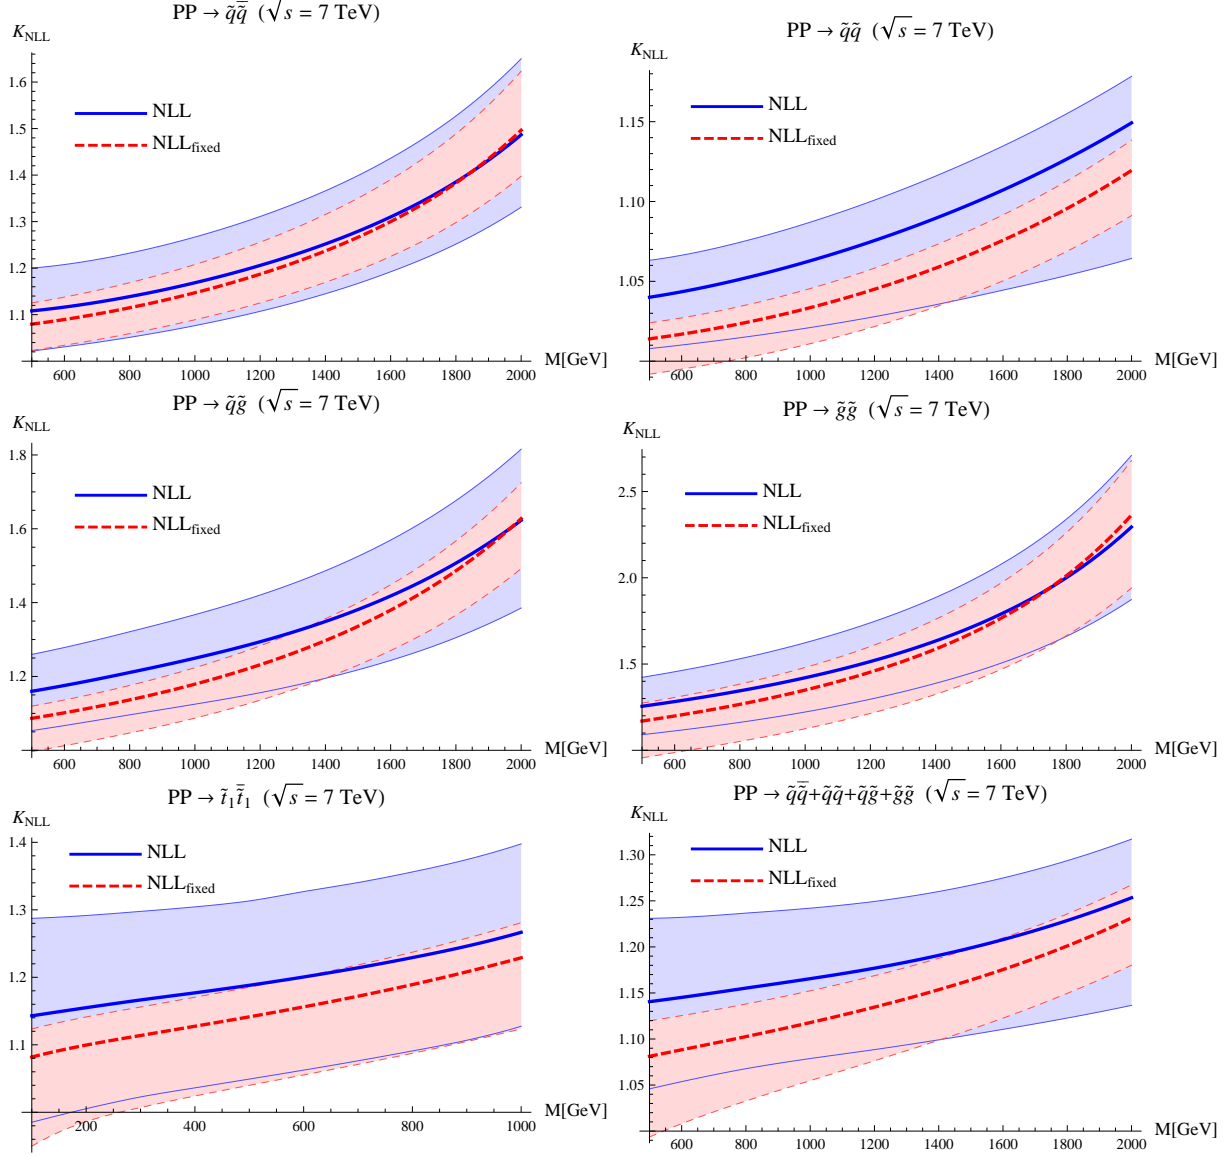 PP → q̃q̃̅ (√s = 7 TeV)
K_NLL
1.6
1.5
1.4
1.3
1.2
1.1
NLL
NLL_fixed
600 800 1000 1200 1400 1600 1800 2000
M[GeV]
PP → q̃q̃ (√s = 7 TeV)
K_NLL
1.15
1.10
1.05
NLL
NLL_fixed
600 800 1000 1200 1400 1600 1800 2000
M[GeV]
PP → q̃g̃ (√s = 7 TeV)
K_NLL
1.8
1.6
1.4
1.2
NLL
NLL_fixed
600 800 1000 1200 1400 1600 1800 2000
M[GeV]
PP → g̃g̃ (√s = 7 TeV)
K_NLL
2.5
2.0
1.5
NLL
NLL_fixed
600 800 1000 1200 1400 1600 1800 2000
M[GeV]
PP → t̃₁t̃̅₁ (√s = 7 TeV)
K_NLL
1.4
1.3
1.2
1.1
NLL
NLL_fixed
200 400 600 800 1000
M[GeV]
PP → q̃q̃̅+q̃q̃+q̃g̃+g̃g̃ (√s = 7 TeV)
K_NLL
1.30
1.25
1.20
1.15
1.10
1.05
NLL
NLL_fixed
600 800 1000 1200 1400 1600 1800 2000
M[GeV]